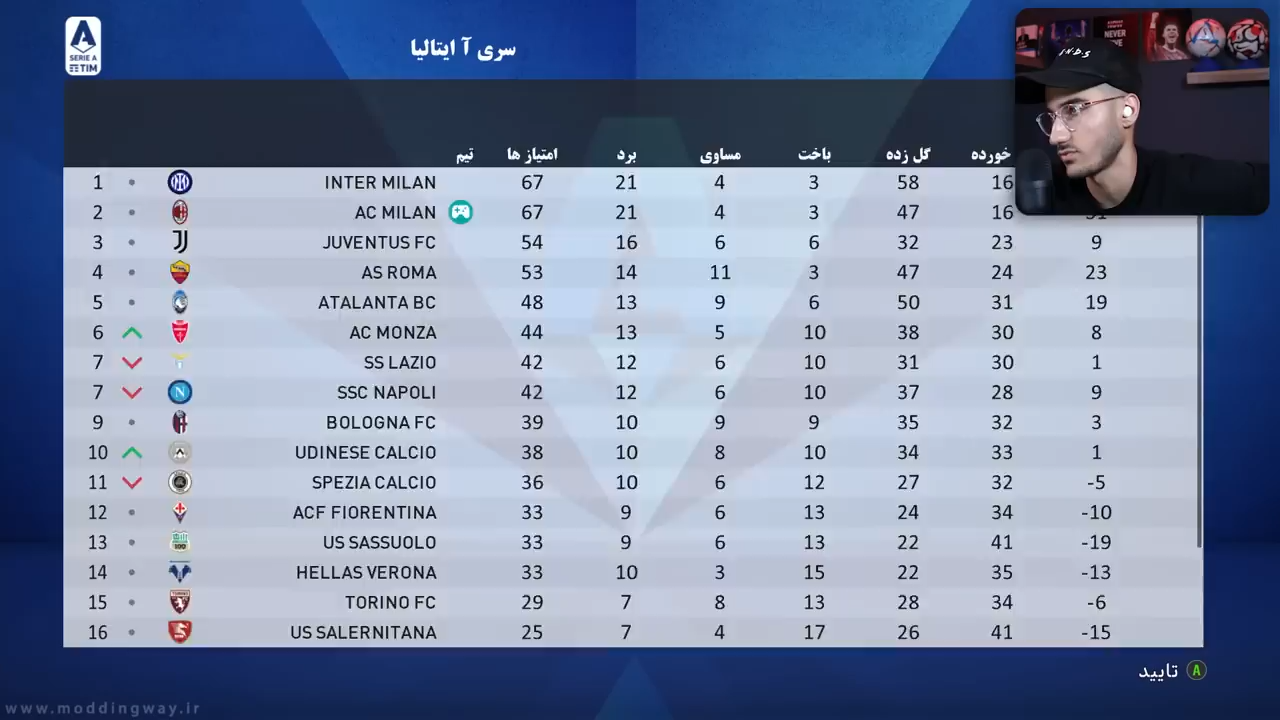 سری آ ایتالیا
SERIE A
TIM
NEVER
تیم امتیاز ها برد مساوی باخت گل زده خورده
1 INTER MILAN 67 21 4 3 58 16
2 AC MILAN 67 21 4 3 47 16 31
3 JUVENTUS FC 54 16 6 6 32 23 9
4 AS ROMA 53 14 11 3 47 24 23
5 ATALANTA BC 48 13 9 6 50 31 19
6 AC MONZA 44 13 5 10 38 30 8
7 SS LAZIO 42 12 6 10 31 30 1
7 SSC NAPOLI 42 12 6 10 37 28 9
9 BOLOGNA FC 39 10 9 9 35 32 3
10 UDINESE CALCIO 38 10 8 10 34 33 1
11 SPEZIA CALCIO 36 10 6 12 27 32 -5
12 ACF FIORENTINA 33 9 6 13 24 34 -10
13 US SASSUOLO 33 9 6 13 22 41 -19
14 HELLAS VERONA 33 10 3 15 22 35 -13
15 TORINO FC 29 7 8 13 28 34 -6
16 US SALERNITANA 25 7 4 17 26 41 -15
تایید A
www.moddingway.ir